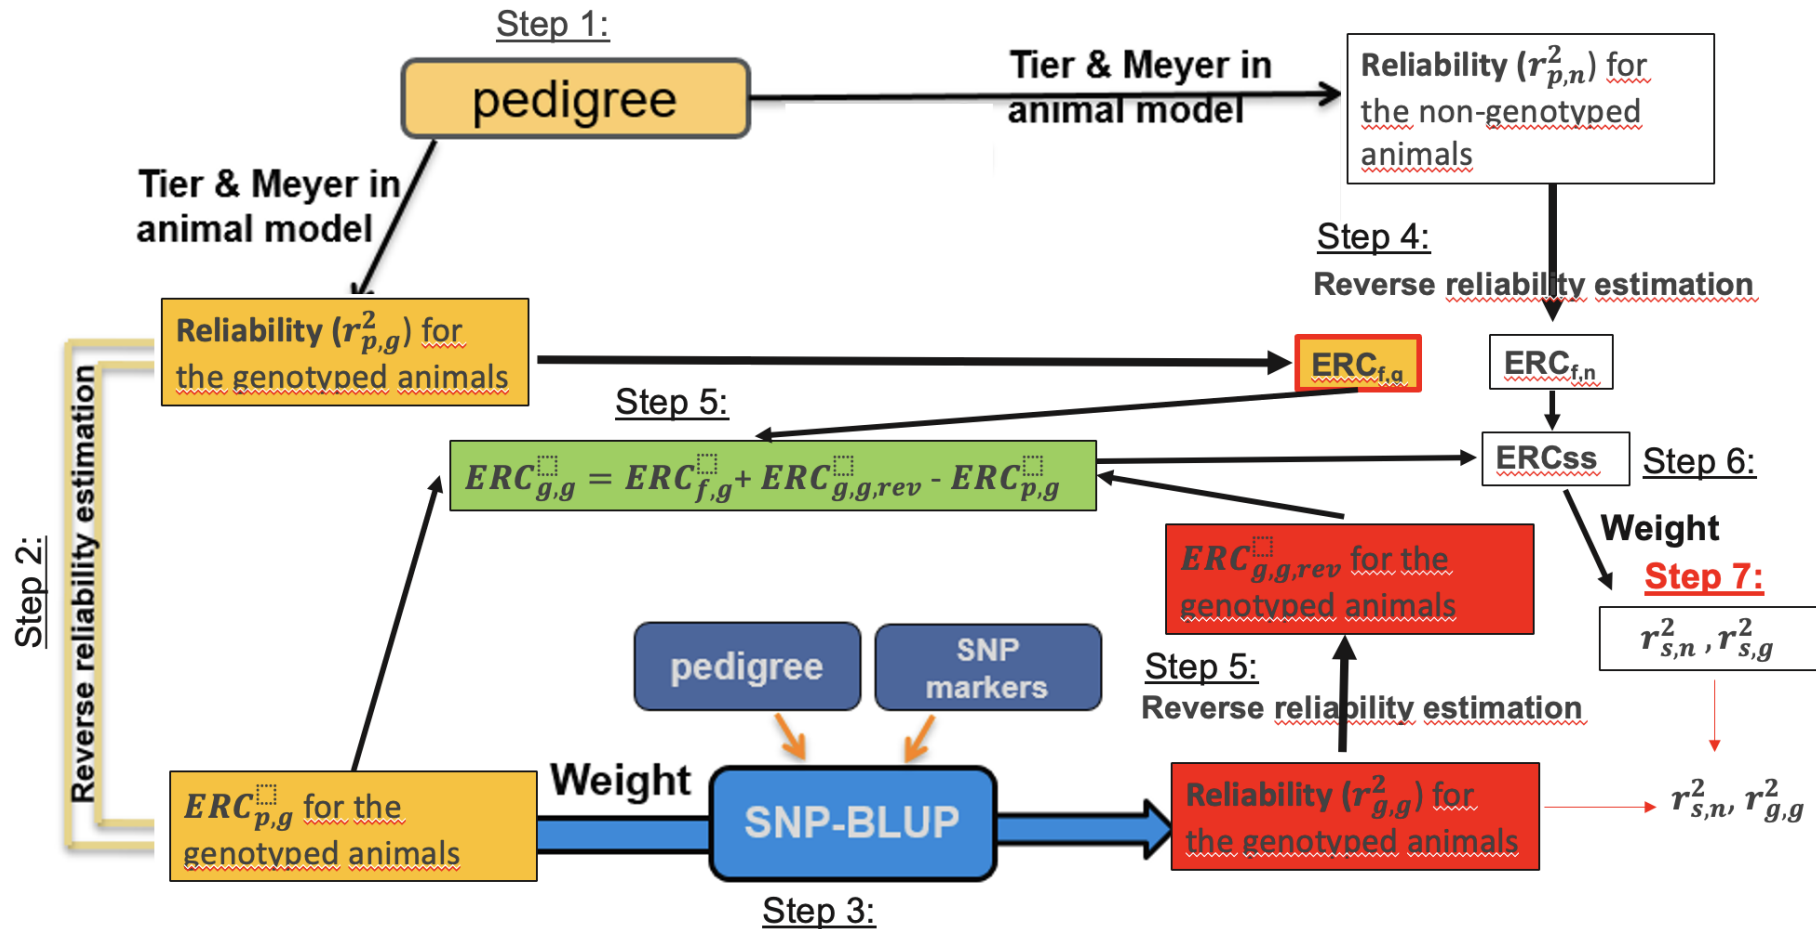 Step 1:
pedigree
Tier & Meyer in
animal model
Reliability (r²p,n) for
the non-genotyped
animals
Tier & Meyer in
animal model
Step 4:
Reverse reliability estimation
Reliability (r²p,g) for
the genotyped animals
ERCf,g
ERCf,n
Step 5:
ERCg,g = ERCf,g + ERCg,g,rev - ERCp,g
ERCss
Step 6:
Weight
Step 7:
r²s,n , r²s,g
Step 2:
Reverse reliability estimation
ERCg,g,rev for the
genotyped animals
pedigree
SNP
markers
Step 5:
Reverse reliability estimation
ERCp,g for the
genotyped animals
Weight
SNP-BLUP
Reliability (r²g,g) for
the genotyped animals
r²s,n, r²g,g
Step 3: